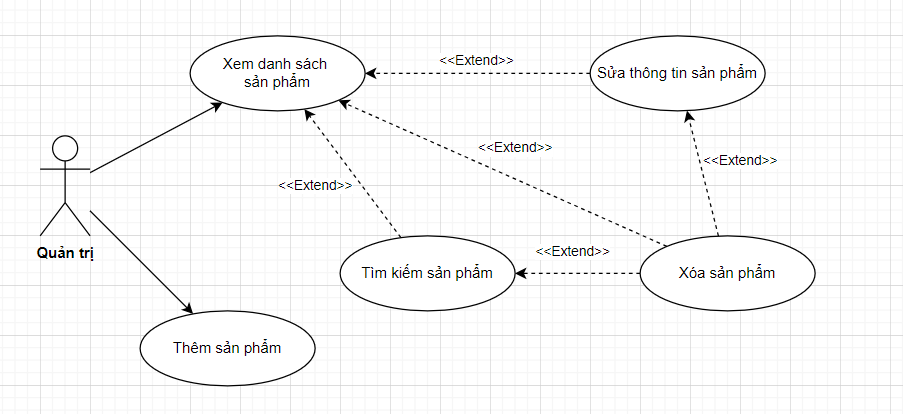 Xem danh sách
sản phẩm
<<Extend>>
Sửa thông tin sản phẩm
<<Extend>>
<<Extend>>
<<Extend>>
Quản trị
<<Extend>>
Tìm kiếm sản phẩm
Xóa sản phẩm
Thêm sản phẩm